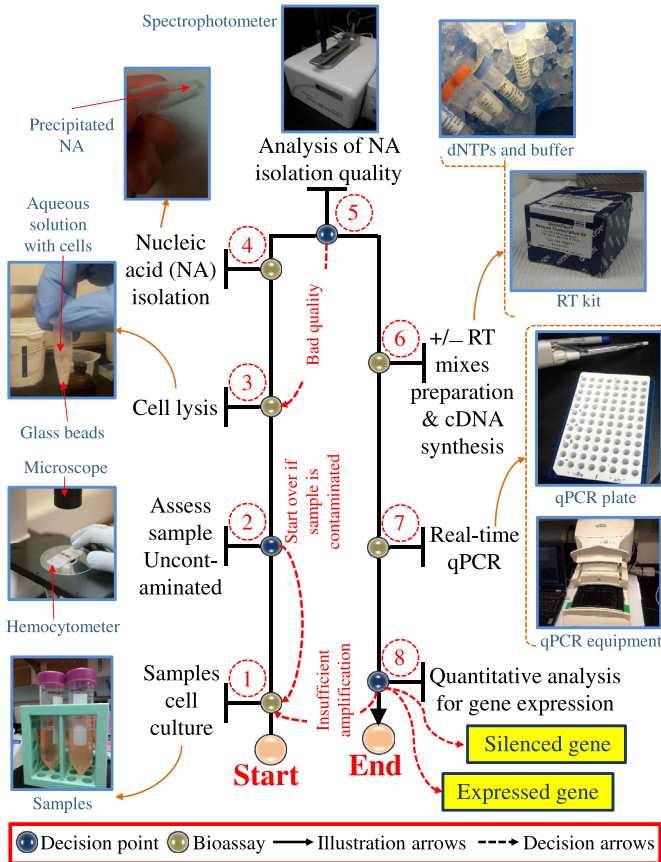 Spectrophotometer
Precipitated
NA
dNTPs and buffer
Analysis of NA
isolation quality
5
Aqueous
solution
with cells
4
Nucleic
acid (NA)
isolation
RT kit
Bad quality
6
+/– RT
mixes
preparation
& cDNA
synthesis
3
Cell lysis
Glass beads
Microscope
Start over if
sample is
contaminated
qPCR plate
2
Assess
sample
Uncont-
aminated
7
Real-time
qPCR
Hemocytometer
qPCR equipment
1
Samples
cell
culture
Insufficient
amplification
8
Quantitative analysis
for gene expression
Start
End
Silenced gene
Expressed gene
Samples
Decision point Bioassay Illustration arrows Decision arrows